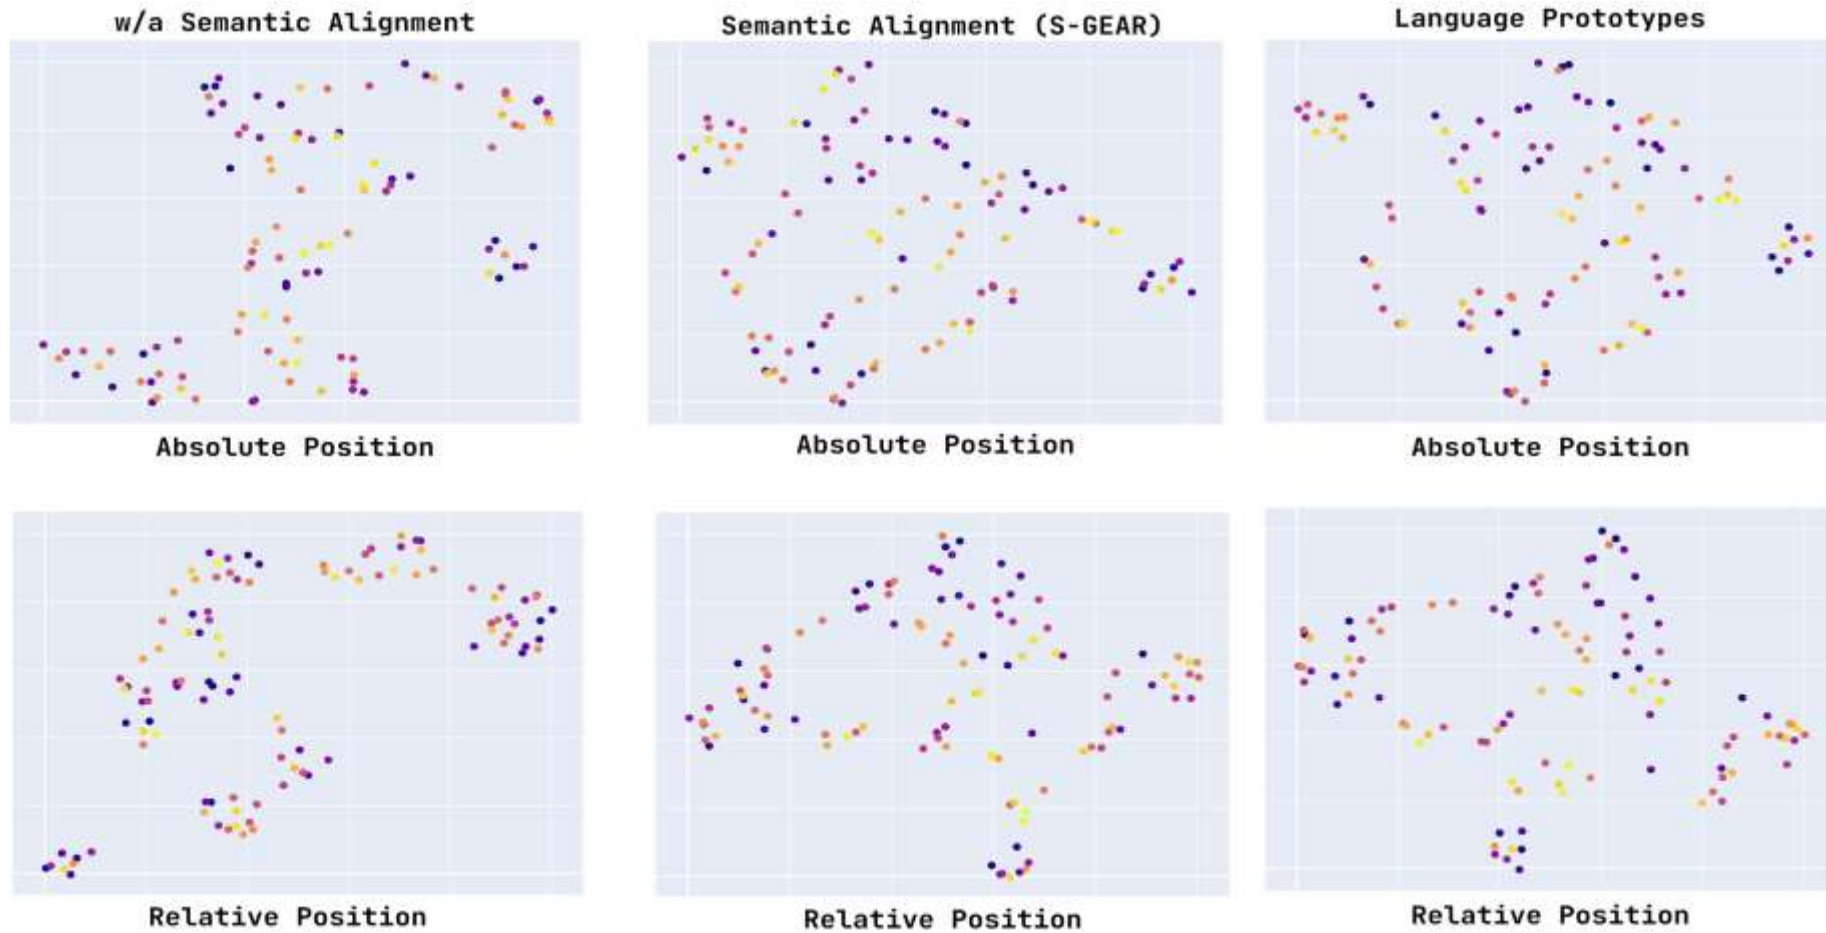 w/a Semantic Alignment
Semantic Alignment (S-GEAR)
Language Prototypes
Absolute Position
Absolute Position
Absolute Position
Relative Position
Relative Position
Relative Position